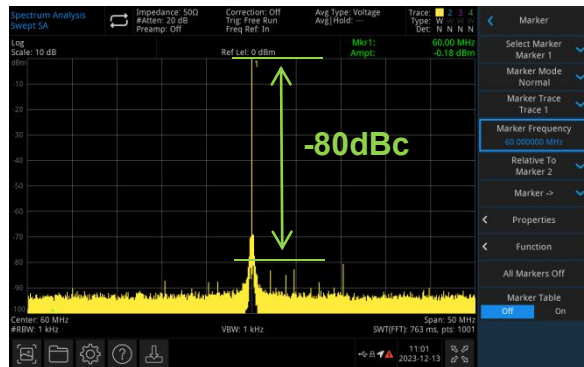 Spectrum Analysis
Swept SA
Impedance: 50Ω
#Atten: 20 dB
Preamp: Off
Correction: Off
Trig: Free Run
Freq Ref: In
Avg Type: Voltage
Avg|Hold: ---
Trace: 1 2 3 4
Type: W W W W
Det: N N N N
Log
Scale: 10 dB
Ref Lel: 0 dBm
Mkr1: 60.00 MHz
Ampt: -0.18 dBm
dBm
1
-10
-20
-30
-40
-50
-60
-70
-80
-90
-100
-80dBc
Center: 60 MHz
#RBW: 1 kHz
VBW: 1 kHz
Span: 50 MHz
SWT(FFT): 763 ms, pts: 1001
11:01
2023-12-13
Marker
Select Marker
Marker 1
Marker Mode
Normal
Marker Trace
Trace 1
Marker Frequency
60.000000 MHz
Relative To
Marker 2
Marker ->
Properties
Function
All Markers Off
Marker Table
Off On